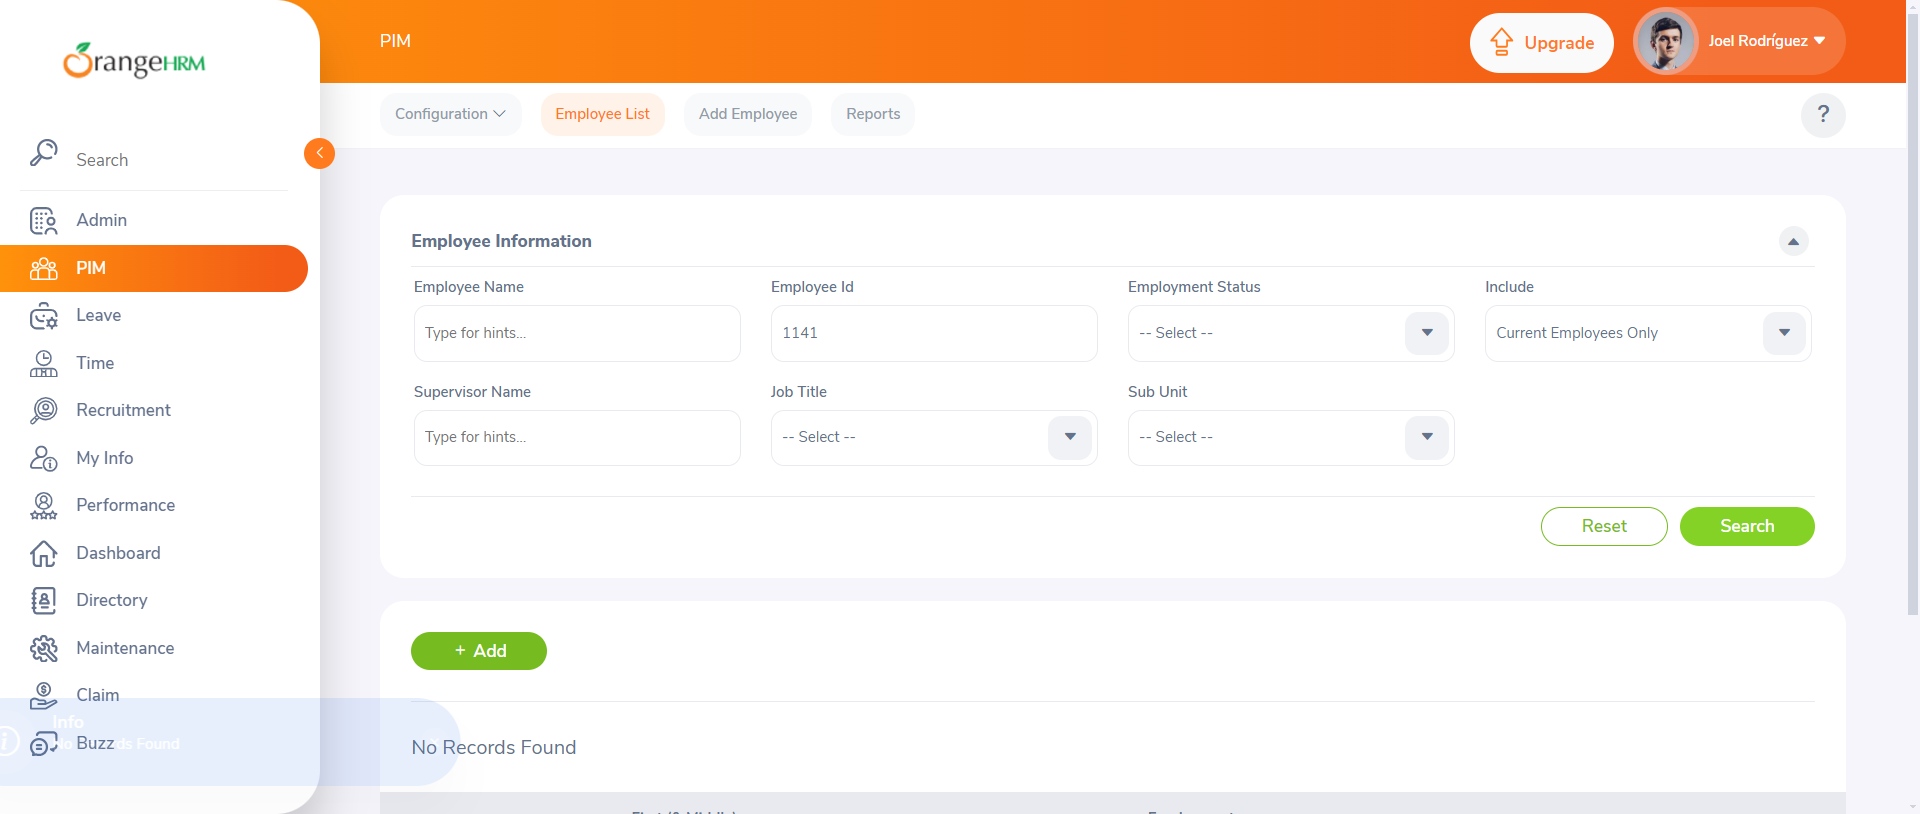 OrangeHRM
PIM
Upgrade
Joel Rodríguez
Configuration
Employee List
Add Employee
Reports
?
Search
Admin
PIM
Leave
Time
Recruitment
My Info
Performance
Dashboard
Directory
Maintenance
Claim
Buzz
Info
No Records Found
Employee Information
Employee Name
Employee Id
Employment Status
Include
Type for hints...
1141
-- Select --
Current Employees Only
Supervisor Name
Job Title
Sub Unit
Type for hints...
-- Select --
-- Select --
Reset
Search
+ Add
No Records Found